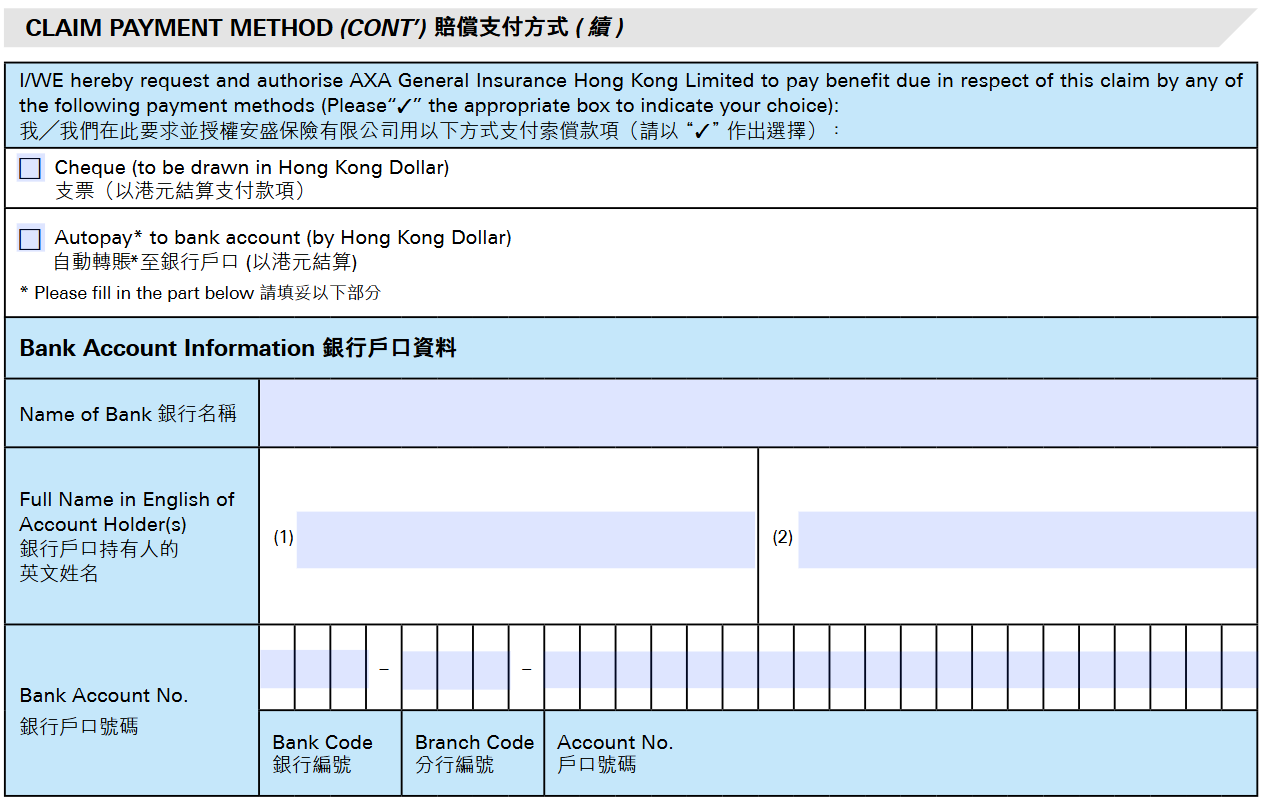 CLAIM PAYMENT METHOD (CONT’) 賠償支付方式 ( 續 )
I/WE hereby request and authorise AXA General Insurance Hong Kong Limited to pay benefit due in respect of this claim by any of
the following payment methods (Please“✓” the appropriate box to indicate your choice):
我／我們在此要求並授權安盛保險有限公司用以下方式支付索償款項（請以 “✓” 作出選擇）：
Cheque (to be drawn in Hong Kong Dollar)
支票（以港元結算支付款項）
Autopay* to bank account (by Hong Kong Dollar)
自動轉賬*至銀行戶口 (以港元結算)
* Please fill in the part below 請填妥以下部分
Bank Account Information 銀行戶口資料
Name of Bank 銀行名稱
Full Name in English of
Account Holder(s)
銀行戶口持有人的
英文姓名
(1)
(2)
Bank Account No.
銀行戶口號碼
–
–
Bank Code
銀行編號
Branch Code
分行編號
Account No.
戶口號碼